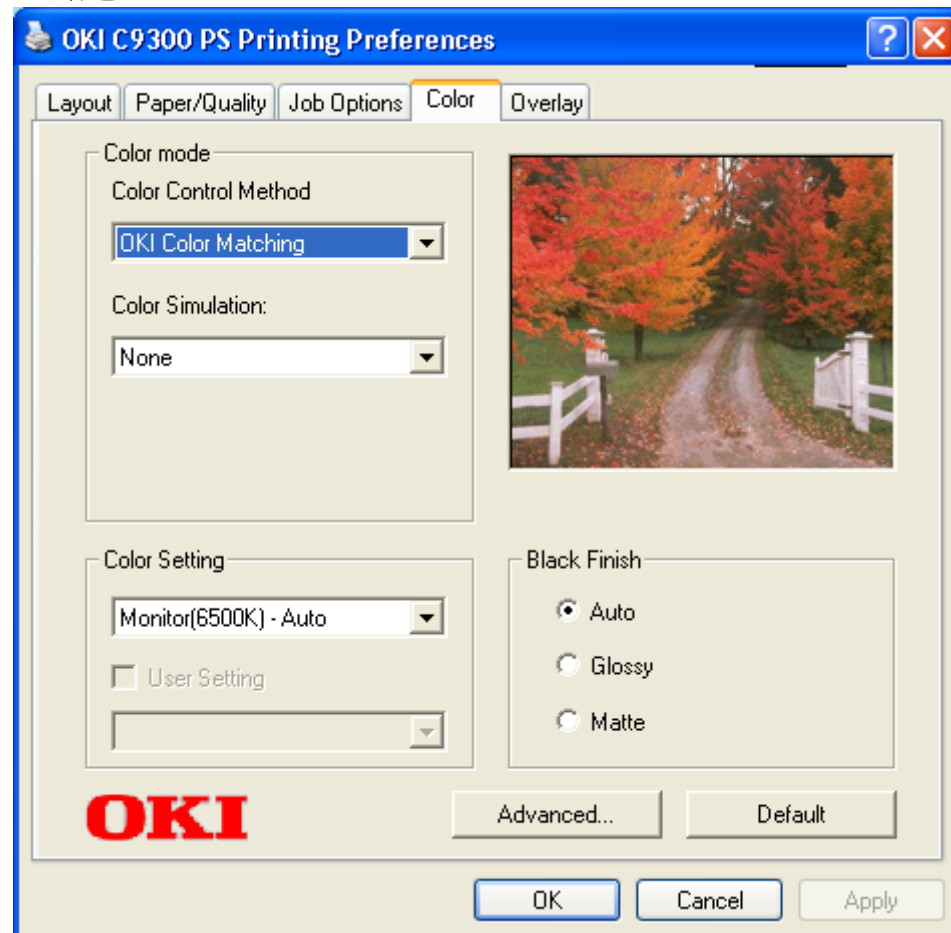 OKI C9300 PS Printing Preferences
Layout Paper/Quality Job Options Color Overlay
Color mode
Color Control Method
OKI Color Matching
Color Simulation:
None
Color Setting
Monitor(6500K) - Auto
User Setting
Black Finish
Auto
Glossy
Matte
OKI
Advanced... Default
OK Cancel Apply